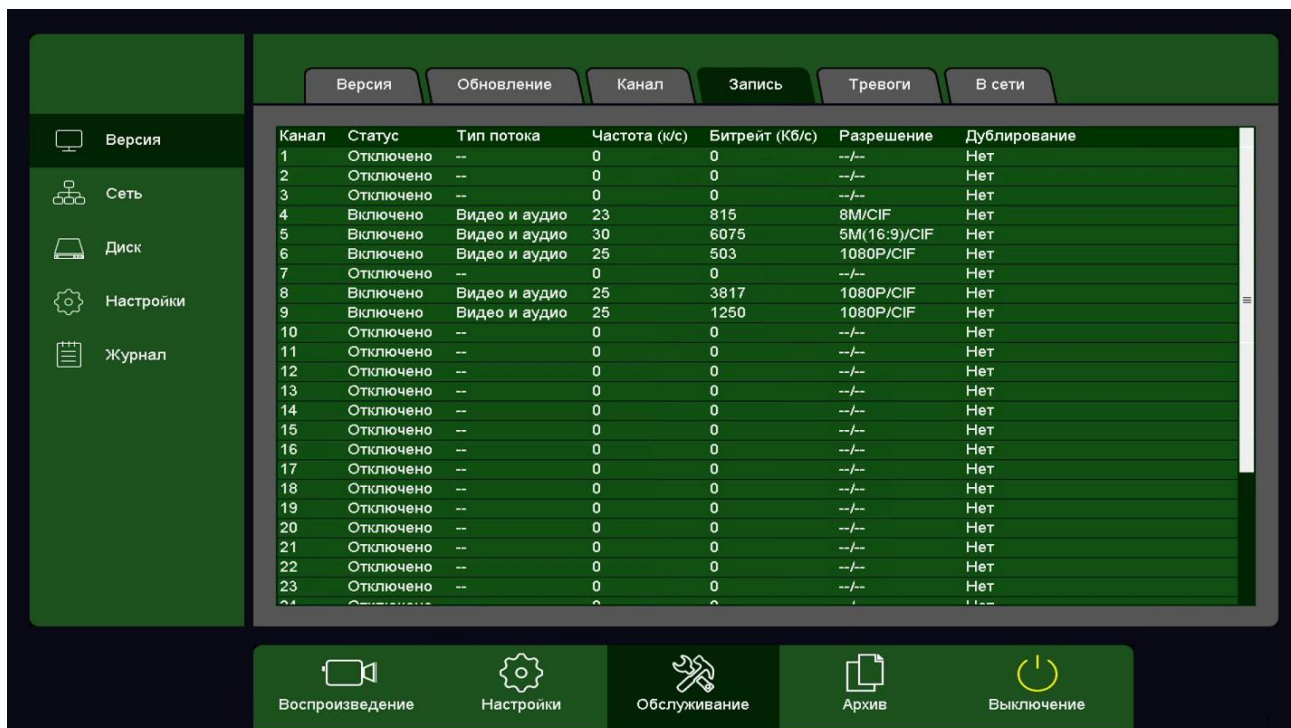 Версия Обновление Канал Запись Тревоги В сети
Версия
Сеть
Диск
Настройки
Журнал
Канал Статус Тип потока Частота (к/с) Битрейт (Кб/с) Разрешение Дублирование
1 Отключено -- 0 0 --/-- Нет
2 Отключено -- 0 0 --/-- Нет
3 Отключено -- 0 0 --/-- Нет
4 Включено Видео и аудио 23 815 8M/CIF Нет
5 Включено Видео и аудио 30 6075 5M(16:9)/CIF Нет
6 Включено Видео и аудио 25 503 1080P/CIF Нет
7 Отключено -- 0 0 --/-- Нет
8 Включено Видео и аудио 25 3817 1080P/CIF Нет
9 Включено Видео и аудио 25 1250 1080P/CIF Нет
10 Отключено -- 0 0 --/-- Нет
11 Отключено -- 0 0 --/-- Нет
12 Отключено -- 0 0 --/-- Нет
13 Отключено -- 0 0 --/-- Нет
14 Отключено -- 0 0 --/-- Нет
15 Отключено -- 0 0 --/-- Нет
16 Отключено -- 0 0 --/-- Нет
17 Отключено -- 0 0 --/-- Нет
18 Отключено -- 0 0 --/-- Нет
19 Отключено -- 0 0 --/-- Нет
20 Отключено -- 0 0 --/-- Нет
21 Отключено -- 0 0 --/-- Нет
22 Отключено -- 0 0 --/-- Нет
23 Отключено -- 0 0 --/-- Нет
Воспроизведение Настройки Обслуживание Архив Выключение